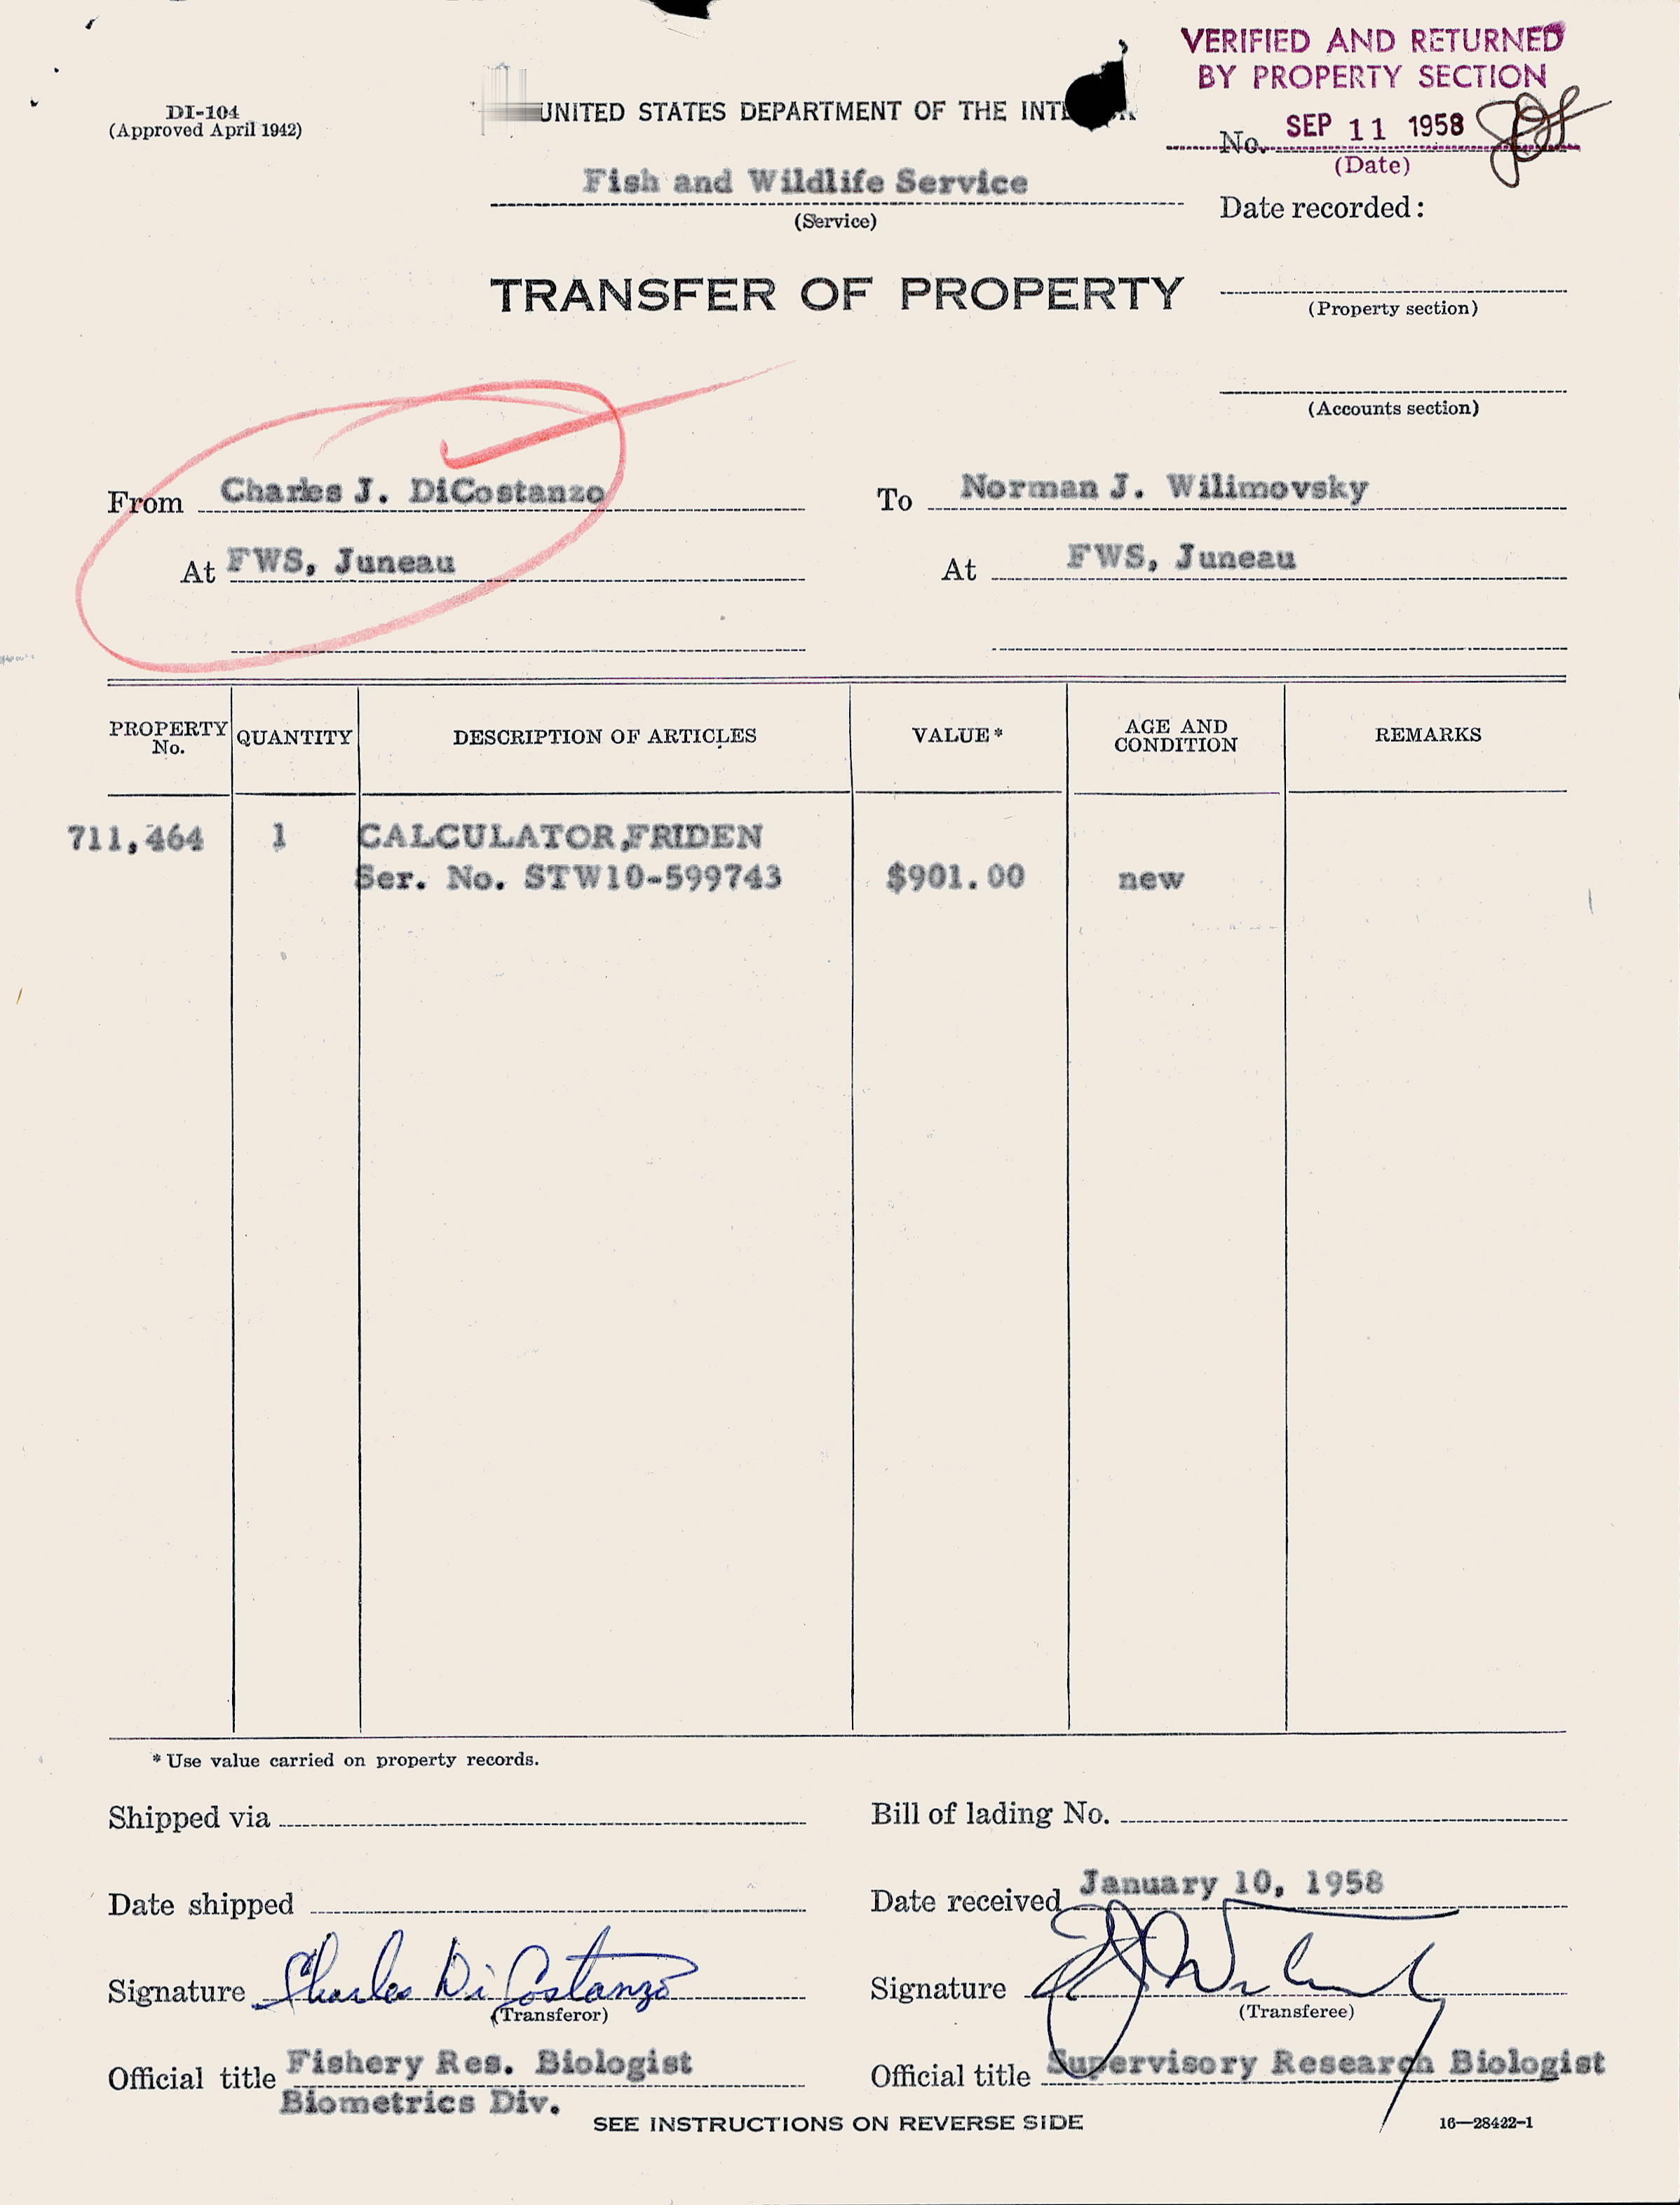 VERIFIED AND RETURNED
BY PROPERTY SECTION
DI-104
(Approved April 1942)
UNITED STATES DEPARTMENT OF THE
No. SEP 11 1958
(Date)
Fish and Wildlife Service
(Service)
Date recorded:
TRANSFER OF PROPERTY
(Property section)
(Accounts section)
From Charles J. DiCostanzo
To Norman J. Wilimovsky
At FWS, Juneau
At FWS, Juneau
PROPERTY No. QUANTITY DESCRIPTION OF ARTICLES VALUE* AGE AND CONDITION REMARKS
711,464 1 CALCULATOR,FRIDEN
Ser. No. STW10-599743 $901.00 new
* Use value carried on property records.
Shipped via
Bill of lading No.
Date shipped
Date received January 10, 1958
Signature Charles DiCostanzo
(Transferor)
Signature
(Transferee)
Official title Fishery Res. Biologist
Biometrics Div.
Official title Supervisory Research Biologist
SEE INSTRUCTIONS ON REVERSE SIDE
16—28422-1